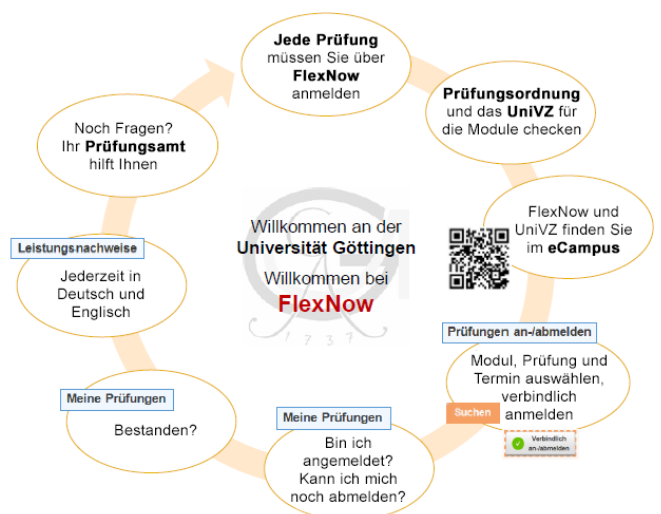 Jede Prüfung
müssen Sie über
FlexNow
anmelden
Prüfungsordnung
und das UniVZ für
die Module checken
FlexNow und
UniVZ finden Sie
im eCampus
Prüfungen an-/abmelden
Modul, Prüfung und
Termin auswählen,
verbindlich
anmelden
Suchen
Verbindlich
an-/abmelden
Meine Prüfungen
Bin ich
angemeldet?
Kann ich mich
noch abmelden?
Meine Prüfungen
Bestanden?
Leistungsnachweise
Jederzeit in
Deutsch und
Englisch
Noch Fragen?
Ihr Prüfungsamt
hilft Ihnen
Willkommen an der
Universität Göttingen
Willkommen bei
FlexNow
1737